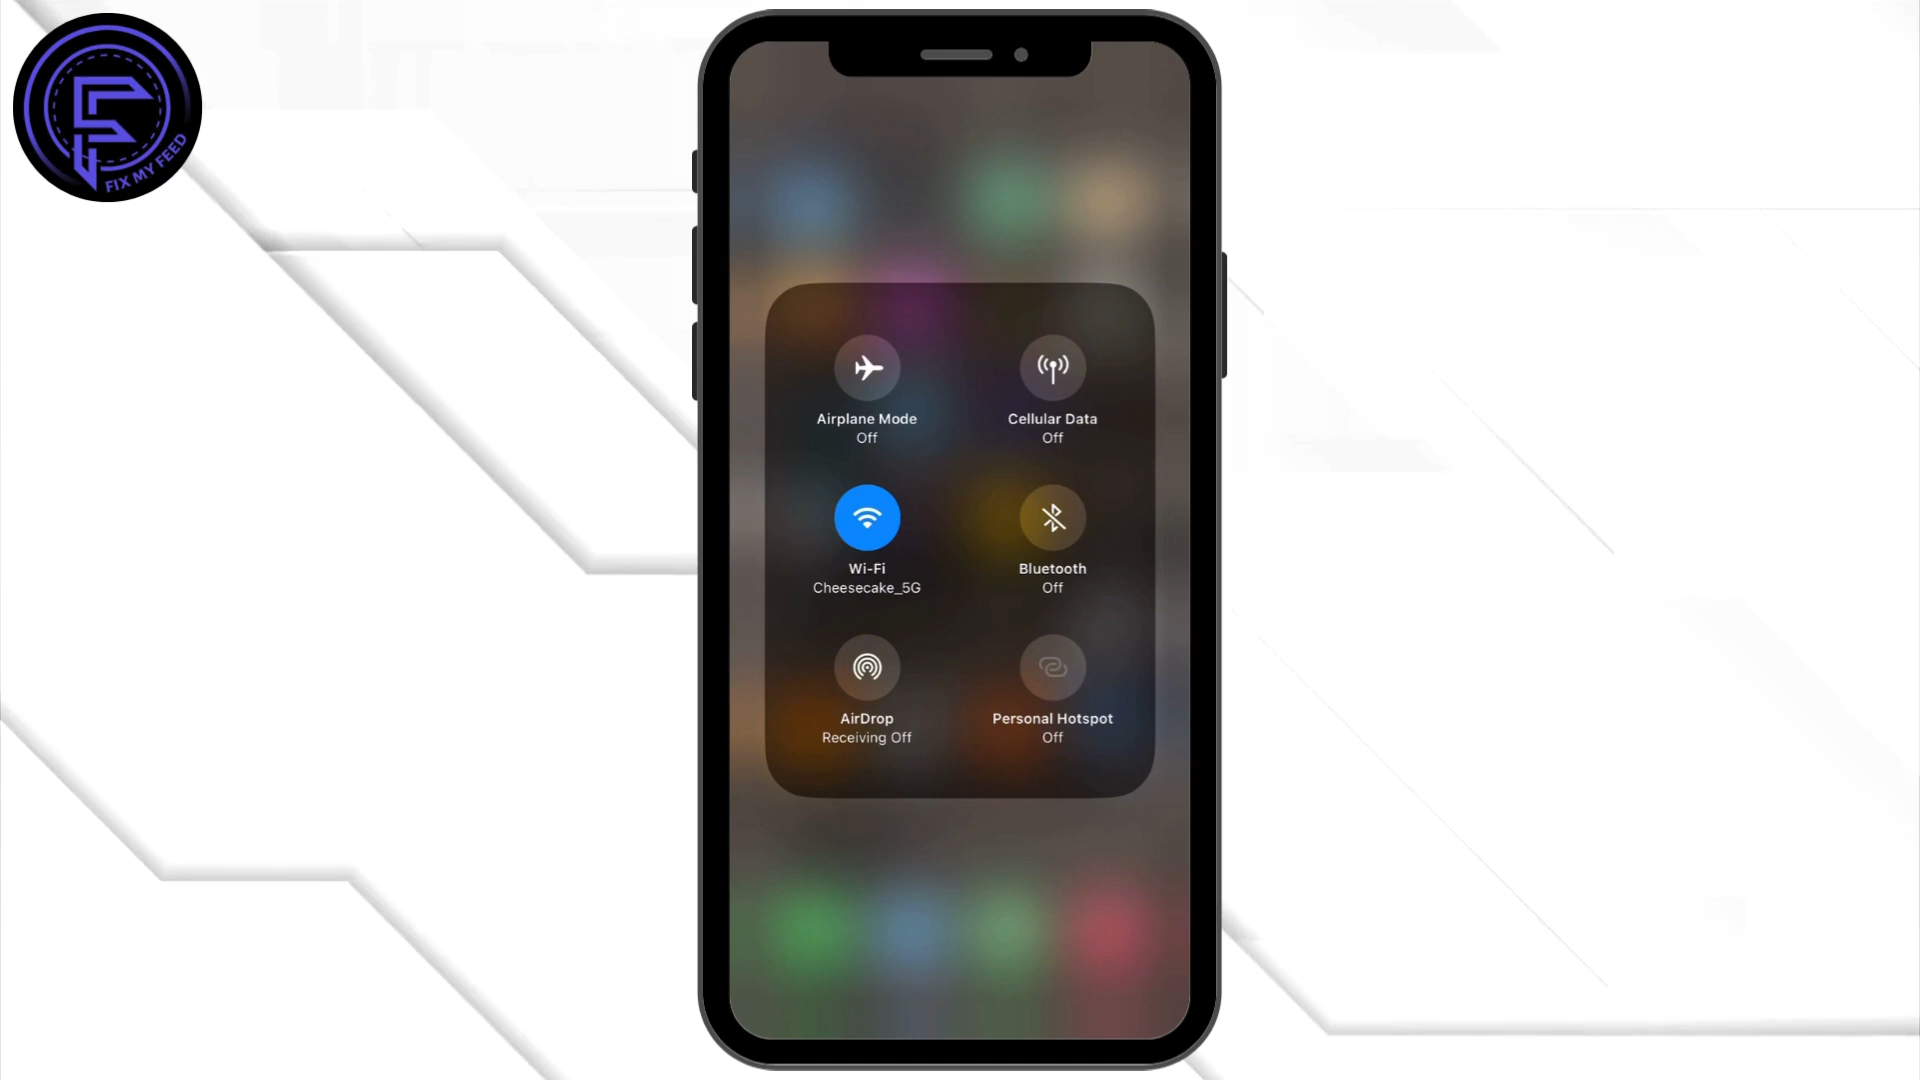 FIX MY FEED
Airplane Mode
Off
Cellular Data
Off
Wi-Fi
Cheesecake_5G
Bluetooth
Off
AirDrop
Receiving Off
Personal Hotspot
Off